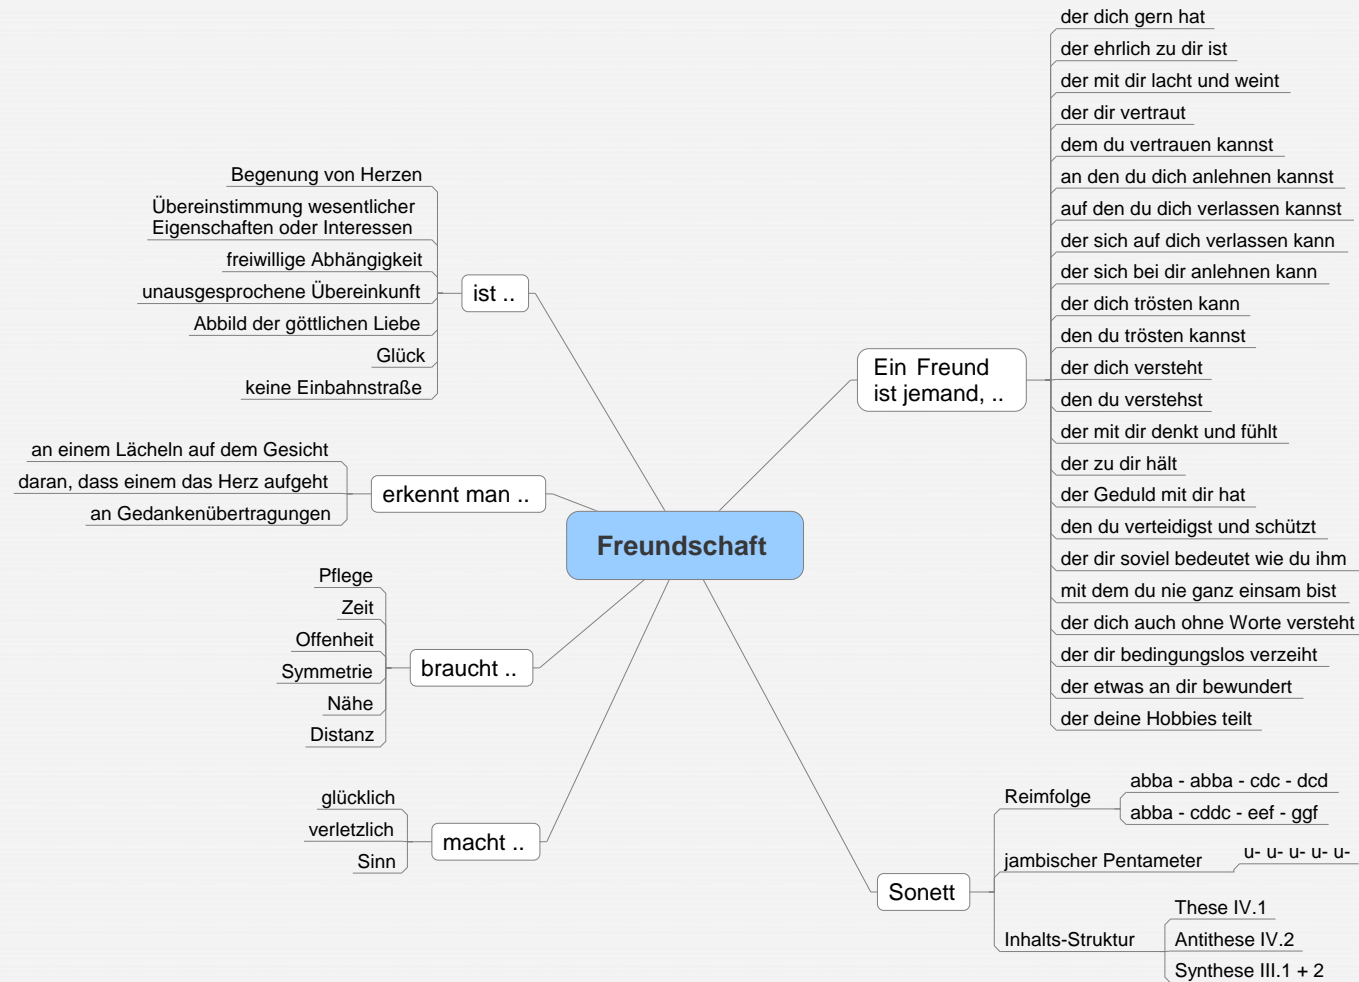 Freundschaft
ist ..
Begenung von Herzen
Übereinstimmung wesentlicher
Eigenschaften oder Interessen
freiwillige Abhängigkeit
unausgesprochene Übereinkunft
Abbild der göttlichen Liebe
Glück
keine Einbahnstraße
erkennt man ..
an einem Lächeln auf dem Gesicht
daran, dass einem das Herz aufgeht
an Gedankenübertragungen
braucht ..
Pflege
Zeit
Offenheit
Symmetrie
Nähe
Distanz
macht ..
glücklich
verletzlich
Sinn
Ein Freund
ist jemand, ..
der dich gern hat
der ehrlich zu dir ist
der mit dir lacht und weint
der dir vertraut
dem du vertrauen kannst
an den du dich anlehnen kannst
auf den du dich verlassen kannst
der sich auf dich verlassen kann
der sich bei dir anlehnen kann
der dich trösten kann
den du trösten kannst
der dich versteht
den du verstehst
der mit dir denkt und fühlt
der zu dir hält
der Geduld mit dir hat
den du verteidigst und schützt
der dir soviel bedeutet wie du ihm
mit dem du nie ganz einsam bist
der dich auch ohne Worte versteht
der dir bedingungslos verzeiht
der etwas an dir bewundert
der deine Hobbies teilt
Sonett
Reimfolge
abba - abba - cdc - dcd
abba - cddc - eef - ggf
jambischer Pentameter
u- u- u- u- u-
Inhalts-Struktur
These IV.1
Antithese IV.2
Synthese III.1 + 2